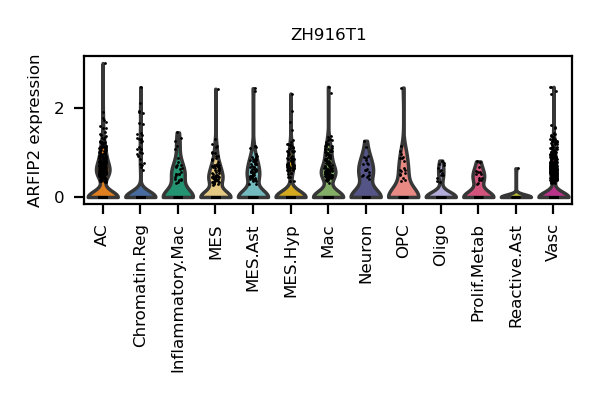 ZH916T1
ARFIP2 expression
2
0
AC
Chromatin.Reg
Inflammatory.Mac
MES
MES.Ast
MES.Hyp
Mac
Neuron
OPC
Oligo
Prolif.Metab
Reactive.Ast
Vasc